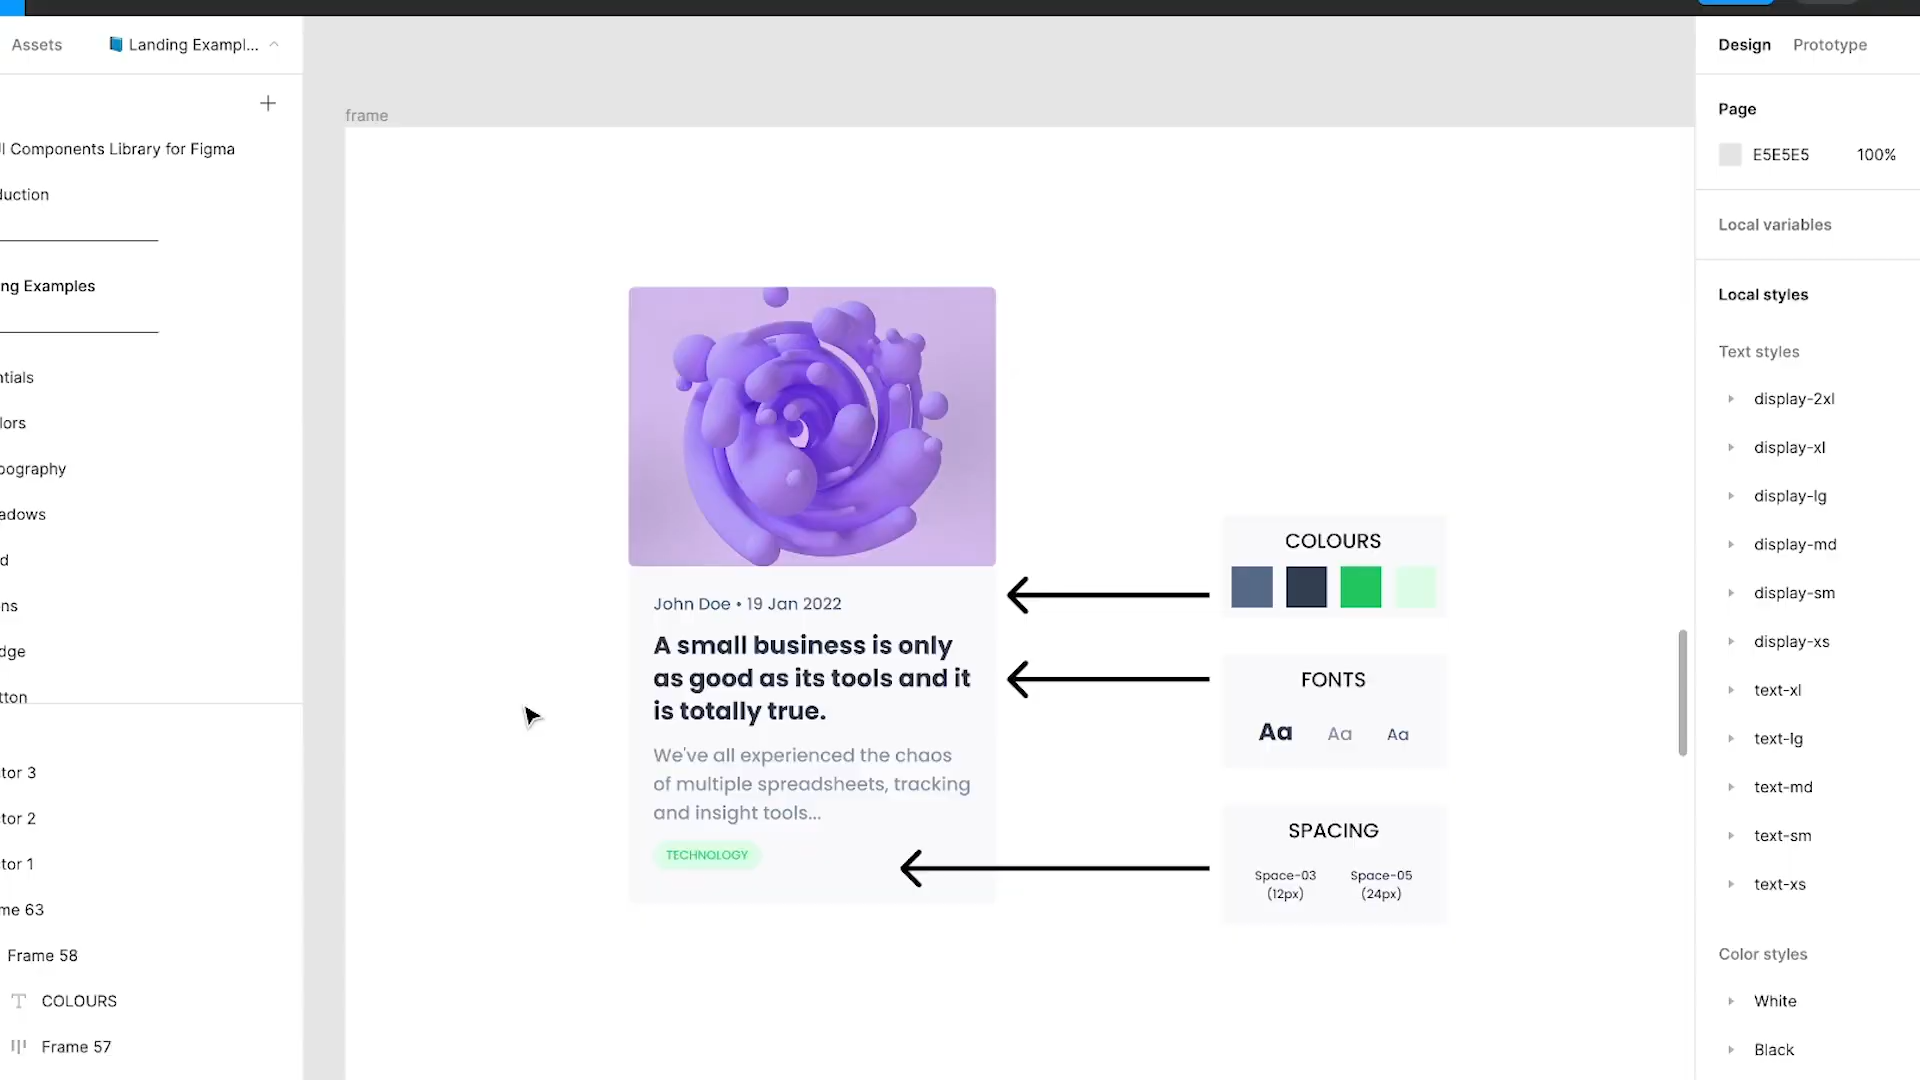 Assets
Landing Exampl...
Components Library for Figma
duction
ng Examples
ntials
lors
pography
adows
d
ns
dge
tton
tor 3
tor 2
tor 1
me 63
Frame 58
COLOURS
Frame 57
frame
John Doe • 19 Jan 2022
A small business is only
as good as its tools and it
is totally true.
We've all experienced the chaos
of multiple spreadsheets, tracking
and insight tools...
TECHNOLOGY
COLOURS
FONTS
Aa Aa Aa
SPACING
Space-03 Space-05
(12px) (24px)
Design Prototype
Page
E5E5E5 100%
Local variables
Local styles
Text styles
display-2xl
display-xl
display-lg
display-md
display-sm
display-xs
text-xl
text-lg
text-md
text-sm
text-xs
Color styles
White
Black